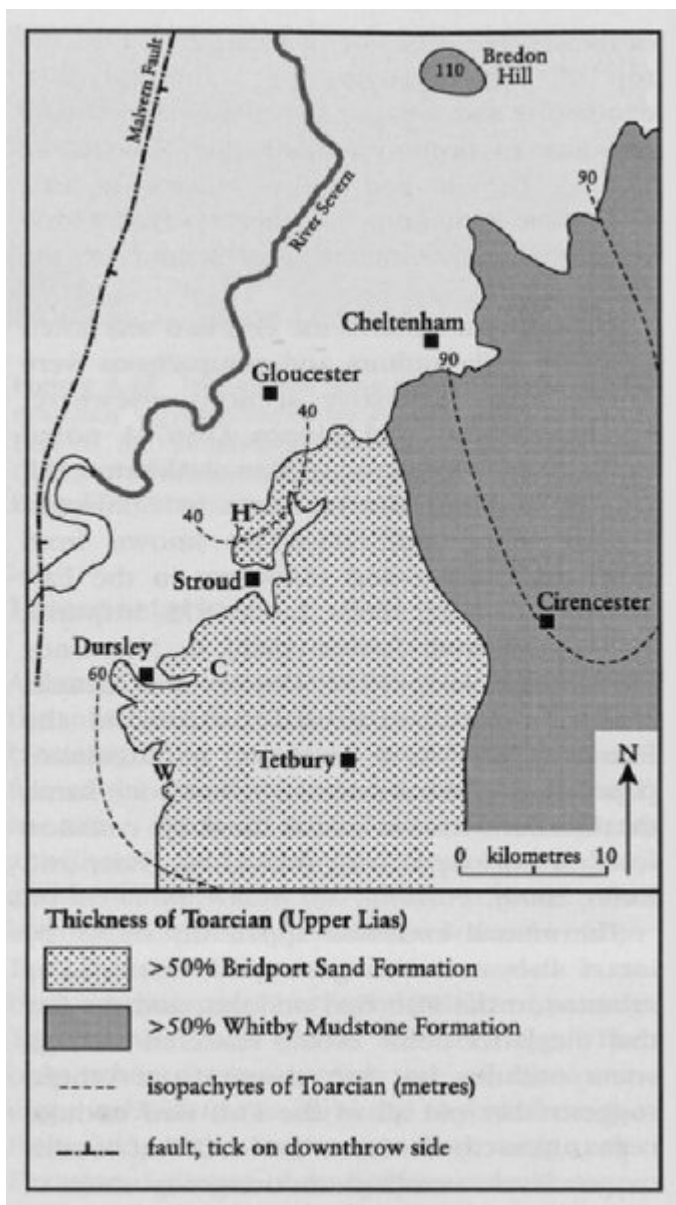 Malvern Fault
110
Bredon
Hill
River Severn
90
Cheltenham
90
Gloucester
40
H
40
Stroud
Cirencester
Dursley
60
C
W
Tetbury
N
0 kilometres 10
Thickness of Toarcian (Upper Lias)
>50% Bridport Sand Formation
>50% Whitby Mudstone Formation
isopachytes of Toarcian (metres)
fault, tick on downthrow side